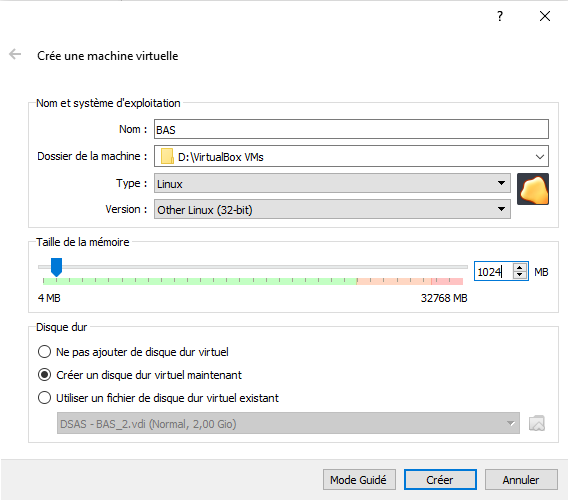 ?
Crée une machine virtuelle
Nom et système d'exploitation
Nom : BAS
Dossier de la machine : D:\VirtualBox VMs
Type : Linux
Version : Other Linux (32-bit)
Taille de la mémoire
1024 MB
4 MB 32768 MB
Disque dur
Ne pas ajouter de disque dur virtuel
Créer un disque dur virtuel maintenant
Utiliser un fichier de disque dur virtuel existant
DSAS - BAS_2.vdi (Normal, 2,00 Gio)
Mode Guidé Créer Annuler